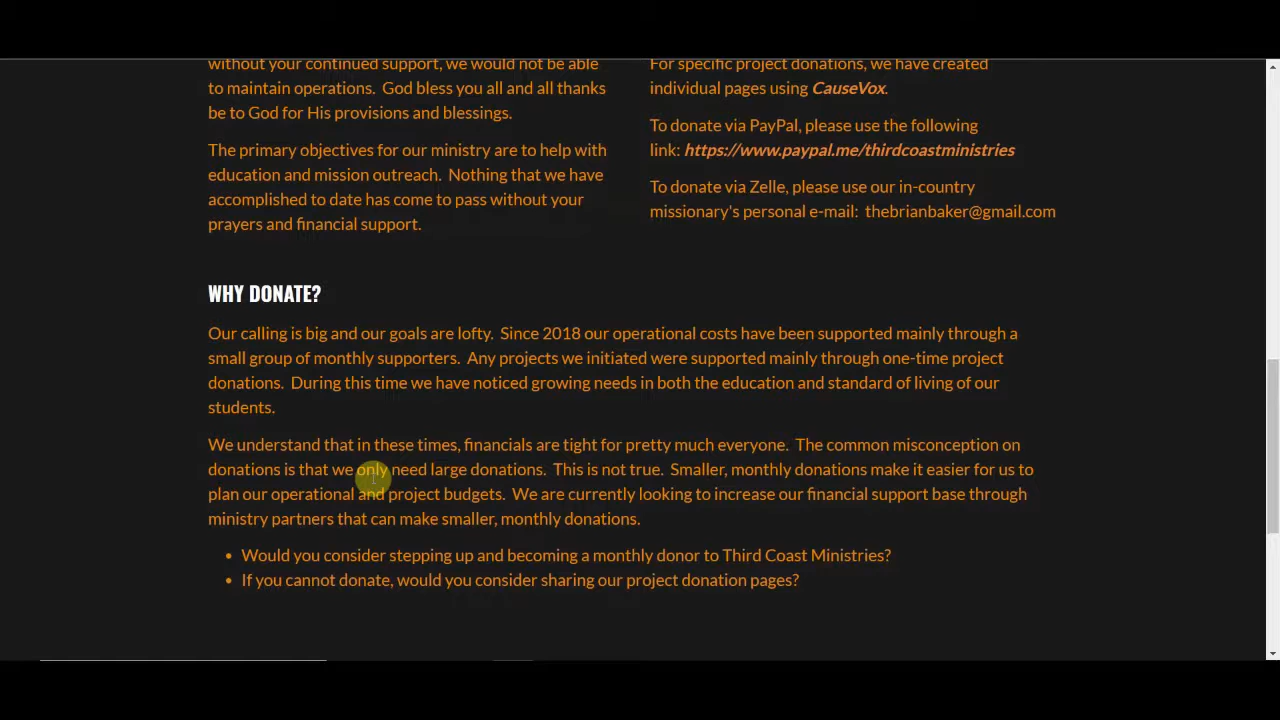 without your continued support, we would not be able
to maintain operations.  God bless you all and all thanks
be to God for His provisions and blessings.
The primary objectives for our ministry are to help with
education and mission outreach.  Nothing that we have
accomplished to date has come to pass without your
prayers and financial support.
For specific project donations, we have created
individual pages using CauseVox.
To donate via PayPal, please use the following
link: https://www.paypal.me/thirdcoastministries
To donate via Zelle, please use our in-country
missionary's personal e-mail:  thebrianbaker@gmail.com
WHY DONATE?
Our calling is big and our goals are lofty.  Since 2018 our operational costs have been supported mainly through a
small group of monthly supporters.  Any projects we initiated were supported mainly through one-time project
donations.  During this time we have noticed growing needs in both the education and standard of living of our
students.
We understand that in these times, financials are tight for pretty much everyone.  The common misconception on
donations is that we only need large donations.  This is not true.  Smaller, monthly donations make it easier for us to
plan our operational and project budgets.  We are currently looking to increase our financial support base through
ministry partners that can make smaller, monthly donations.
• Would you consider stepping up and becoming a monthly donor to Third Coast Ministries?
• If you cannot donate, would you consider sharing our project donation pages?